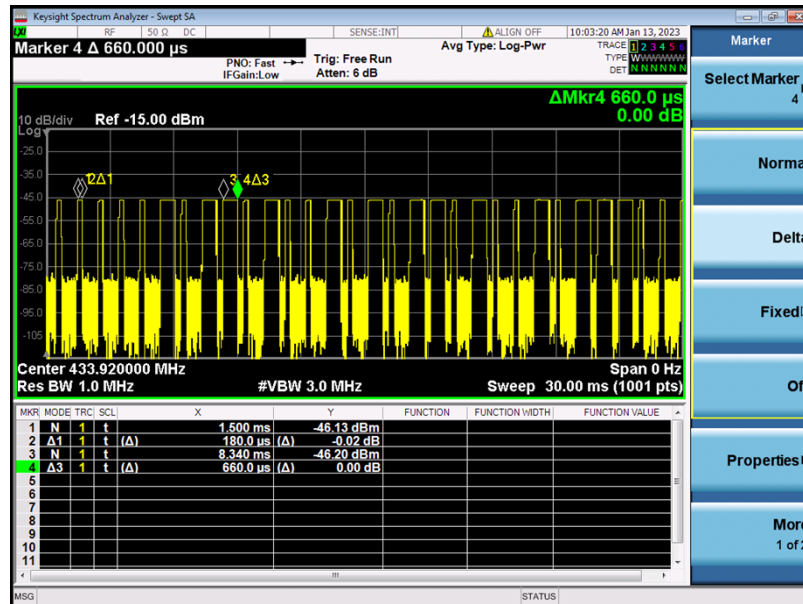 Keysight Spectrum Analyzer - Swept SA
LXI
RF
50 Ω
DC
SENSE:INT
ALIGN OFF
10:03:20 AM Jan 13, 2023
Marker 4 Δ 660.000 µs
PNO: Fast
IFGain:Low
Trig: Free Run
Atten: 6 dB
Avg Type: Log-Pwr
TRACE 1 2 3 4 5 6
TYPE WWWWWW
DET N N N N N N
ΔMkr4 660.0 µs
0.00 dB
10 dB/div
Log
Ref -15.00 dBm
-25.0
-35.0
-45.0
-55.0
-65.0
-75.0
-85.0
-95.0
-105
2Δ1
3
4Δ3
Center 433.920000 MHz
Span 0 Hz
Res BW 1.0 MHz
#VBW 3.0 MHz
Sweep 30.00 ms (1001 pts)
MKR MODE TRC SCL X Y FUNCTION FUNCTION WIDTH FUNCTION VALUE
1 N 1 t 1.500 ms -46.13 dBm
2 Δ1 1 t (Δ) 180.0 µs (Δ) -0.02 dB
3 N 1 t 8.340 ms -46.20 dBm
4 Δ3 1 t (Δ) 660.0 µs (Δ) 0.00 dB
5
6
7
8
9
10
11
MSG
STATUS
Marker
Select Marker
4
Norma
Delta
Fixed
Of
Properties
More
1 of 2